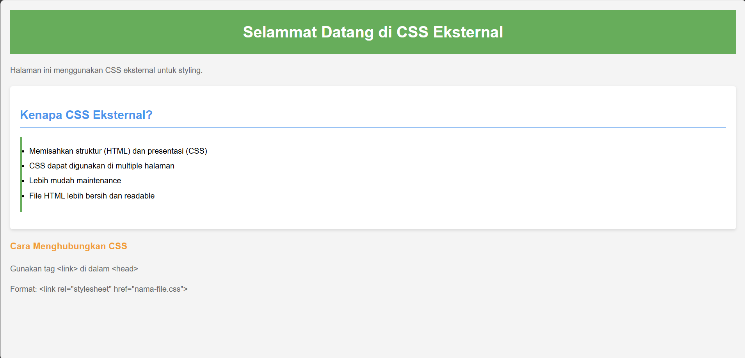 Selammat Datang di CSS Eksternal
Halaman ini menggunakan CSS eksternal untuk styling.
Kenapa CSS Eksternal?
Memisahkan struktur (HTML) dan presentasi (CSS)
CSS dapat digunakan di multiple halaman
Lebih mudah maintenance
File HTML lebih bersih dan readable
Cara Menghubungkan CSS
Gunakan tag <link> di dalam <head>
Format: <link rel="stylesheet" href="nama-file.css">